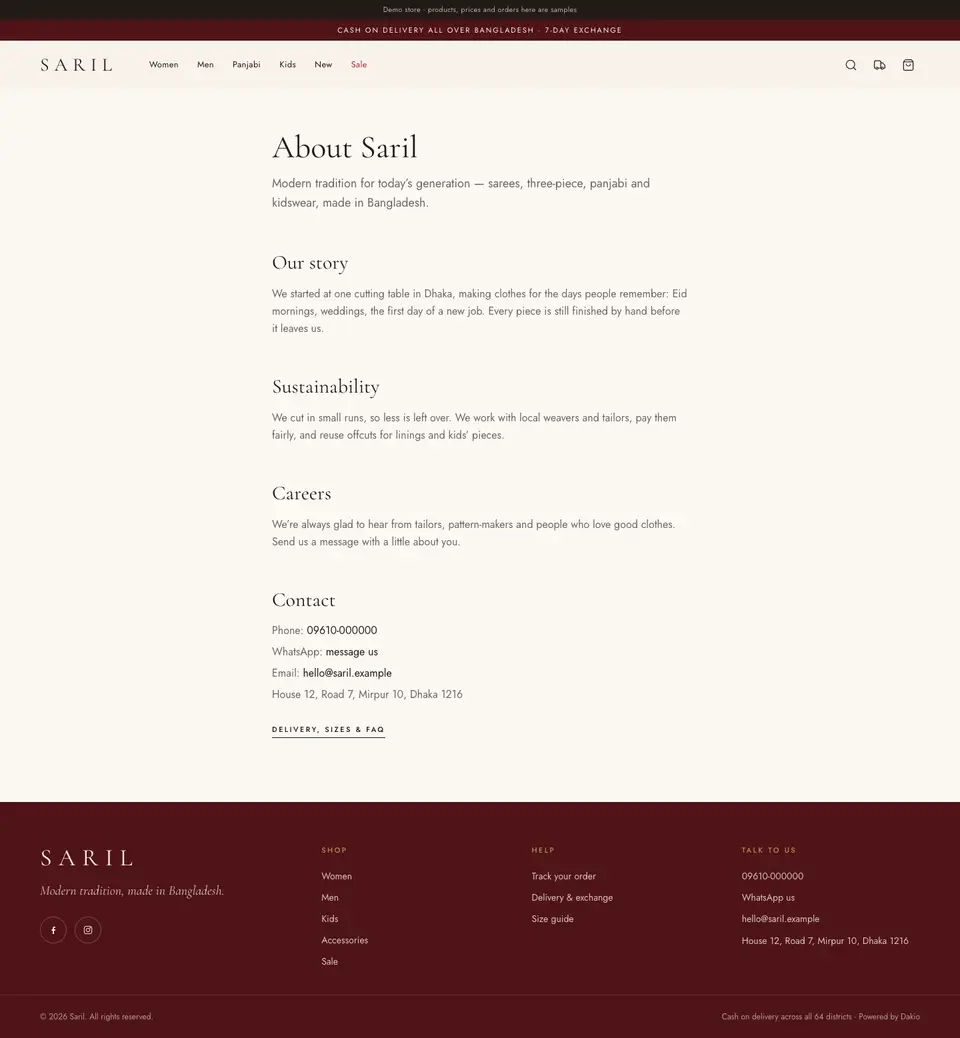 Demo store - products, prices and orders here are samples
CASH ON DELIVERY ALL OVER BANGLADESH · 7-DAY EXCHANGE
SARIL
Women Men Panjabi Kids New Sale
About Saril
Modern tradition for today's generation — sarees, three-piece, panjabi and
kidswear, made in Bangladesh.
Our story
We started at one cutting table in Dhaka, making clothes for the days people remember: Eid
mornings, weddings, the first day of a new job. Every piece is still finished by hand before
it leaves us.
Sustainability
We cut in small runs, so less is left over. We work with local weavers and tailors, pay them
fairly, and reuse offcuts for linings and kids' pieces.
Careers
We're always glad to hear from tailors, pattern-makers and people who love good clothes.
Send us a message with a little about you.
Contact
Phone: 09610-000000
WhatsApp: message us
Email: hello@saril.example
House 12, Road 7, Mirpur 10, Dhaka 1216
DELIVERY, SIZES & FAQ
SARIL
Modern tradition, made in Bangladesh.
SHOP
Women
Men
Kids
Accessories
Sale
HELP
Track your order
Delivery & exchange
Size guide
TALK TO US
09610-000000
WhatsApp us
hello@saril.example
House 12, Road 7, Mirpur 10, Dhaka 1216
© 2026 Saril. All rights reserved.
Cash on delivery across all 64 districts · Powered by Dakio